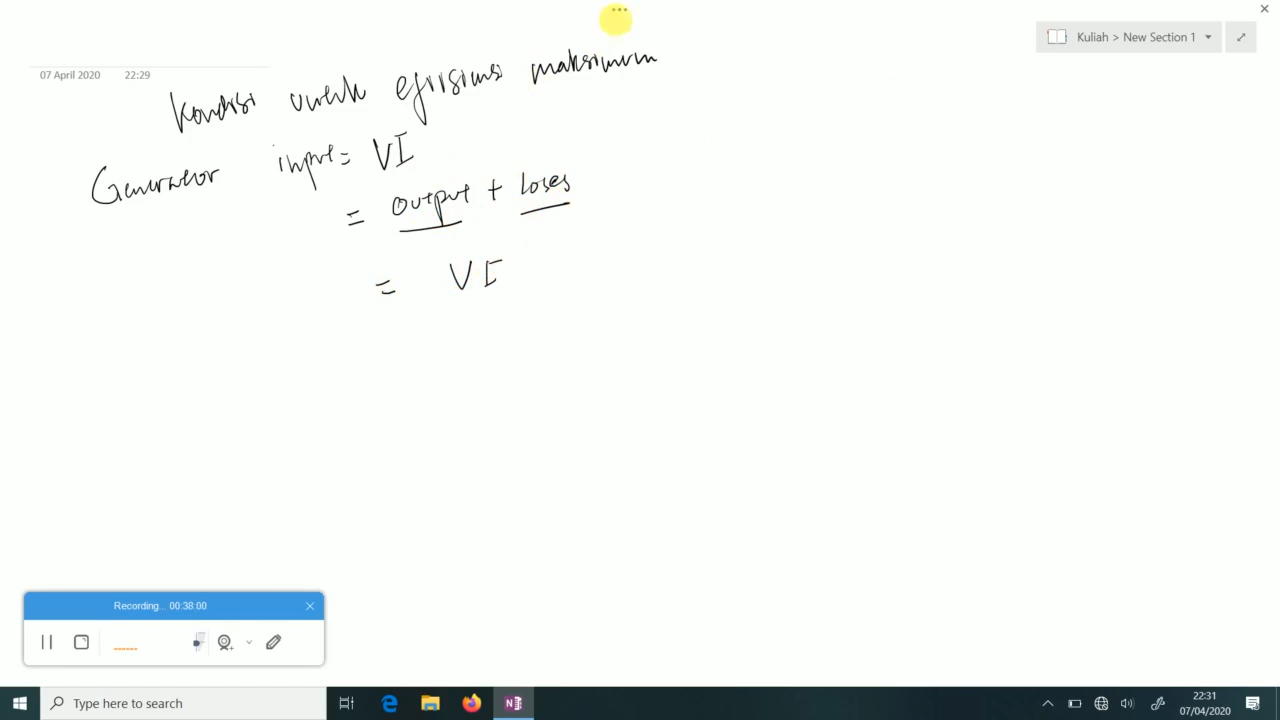 Kuliah > New Section 1
07 April 2020 22:29
Kondisi untuk efisiensi maksimum
Generator input = VI
= output + loses
= VI
Recording... 00:38:00
Type here to search
22:31
07/04/2020